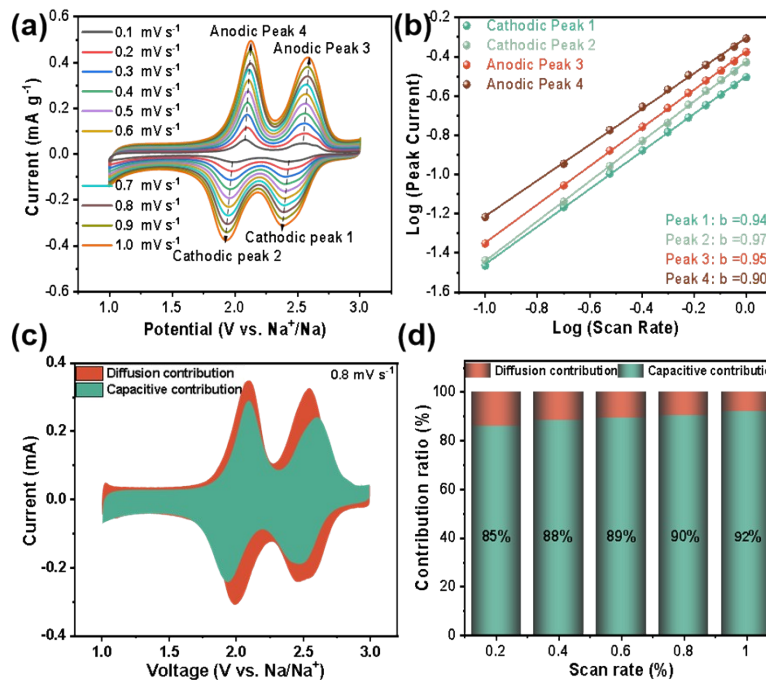 (a)
0.1 mV s⁻¹
0.2 mV s⁻¹
0.3 mV s⁻¹
0.4 mV s⁻¹
0.5 mV s⁻¹
0.6 mV s⁻¹
0.7 mV s⁻¹
0.8 mV s⁻¹
0.9 mV s⁻¹
1.0 mV s⁻¹
Anodic Peak 4
Anodic Peak 3
Cathodic peak 1
Cathodic peak 2
0.6
0.4
0.2
0.0
-0.2
-0.4
-0.6
Current (mA g⁻¹)
1.0 1.5 2.0 2.5 3.0
Potential (V vs. Na⁺/Na)
(b)
Cathodic Peak 1
Cathodic Peak 2
Anodic Peak 3
Anodic Peak 4
Peak 1: b =0.94
Peak 2: b =0.97
Peak 3: b =0.95
Peak 4: b =0.90
0.0
-0.2
-0.4
-0.6
-0.8
-1.0
-1.2
-1.4
-1.6
Log (Peak Current)
-1.0 -0.8 -0.6 -0.4 -0.2 0.0
Log (Scan Rate)
(c)
Diffusion contribution
Capacitive contribution
0.8 mV s⁻¹
0.4
0.2
0.0
-0.2
-0.4
Current (mA)
1.0 1.5 2.0 2.5 3.0
Voltage (V vs. Na/Na⁺)
(d)
Diffusion contribution Capacitive contributio
100
80
60
40
20
0
Contribution ratio (%)
85% 88% 89% 90% 92%
0.2 0.4 0.6 0.8 1
Scan rate (%)